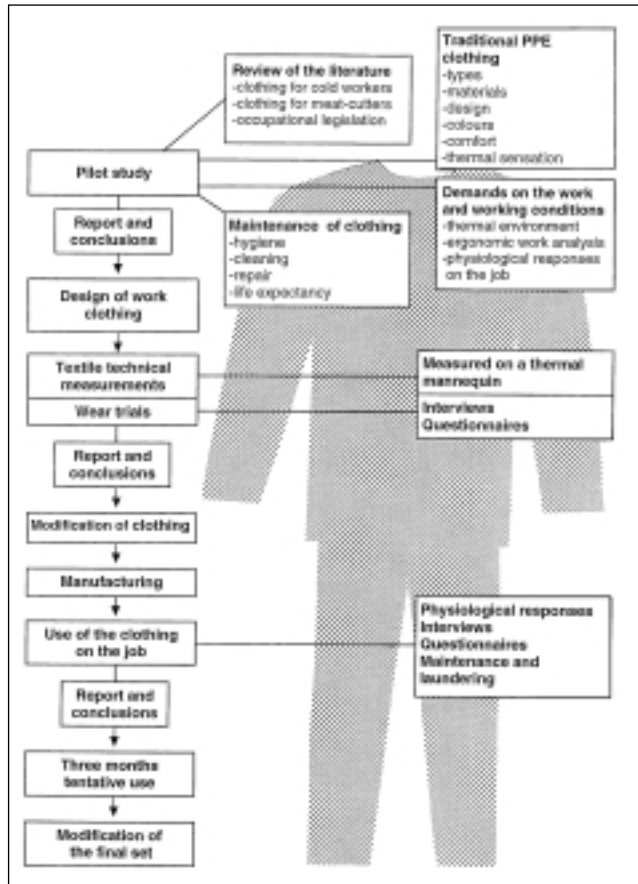 Review of the literature
-clothing for cold workers
-clothing for meat-cutters
-occupational legislation
Traditional PPE
clothing
-types
-materials
-design
-colours
-comfort
-thermal sensation
Pilot study
Report and
conclusions
Maintenance of clothing
-hygiene
-cleaning
-repair
-life expectancy
Demands on the work
and working conditions
-thermal environment
-ergonomic work analysis
-physiological responses
on the job
Design of work
clothing
Textile technical
measurements
Measured on a thermal
mannequin
Wear trials
Interviews
Questionnaires
Report and
conclusions
Modification of clothing
Manufacturing
Use of the clothing
on the job
Physiological responses
Interviews
Questionnaires
Maintenance and
laundering
Report and
conclusions
Three months
tentative use
Modification of
the final set